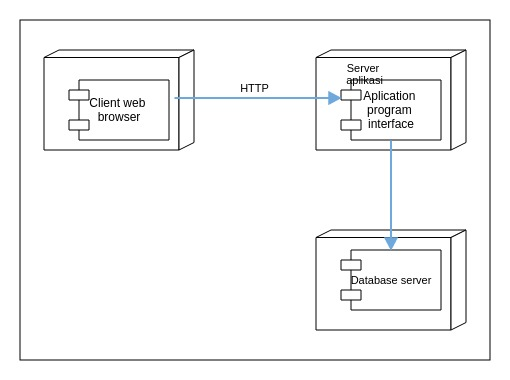 Server
aplikasi
HTTP
Client web
browser
Aplication
program
interface
Database server